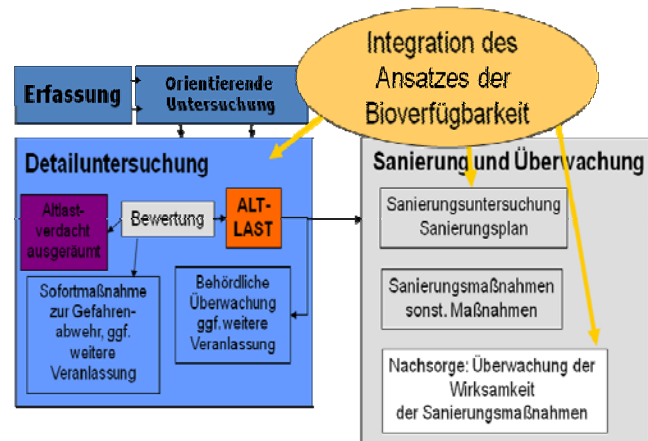 Integration des
Ansatzes der
Bioverfügbarkeit
Erfassung
Orientierende
Untersuchung
Detailuntersuchung
Altlast-
verdacht
ausgeräumt
Bewertung
ALT-
LAST
Sofortmaßnahme
zur Gefahren-
abwehr, ggf.
weitere
Veranlassung
Behördliche
Überwachung
ggf. weitere
Veranlassung
Sanierung und Überwachung
Sanierungsuntersuchung
Sanierungsplan
Sanierungsmaßnahmen
sonst. Maßnahmen
Nachsorge: Überwachung der
Wirksamkeit
der Sanierungsmaßnahmen